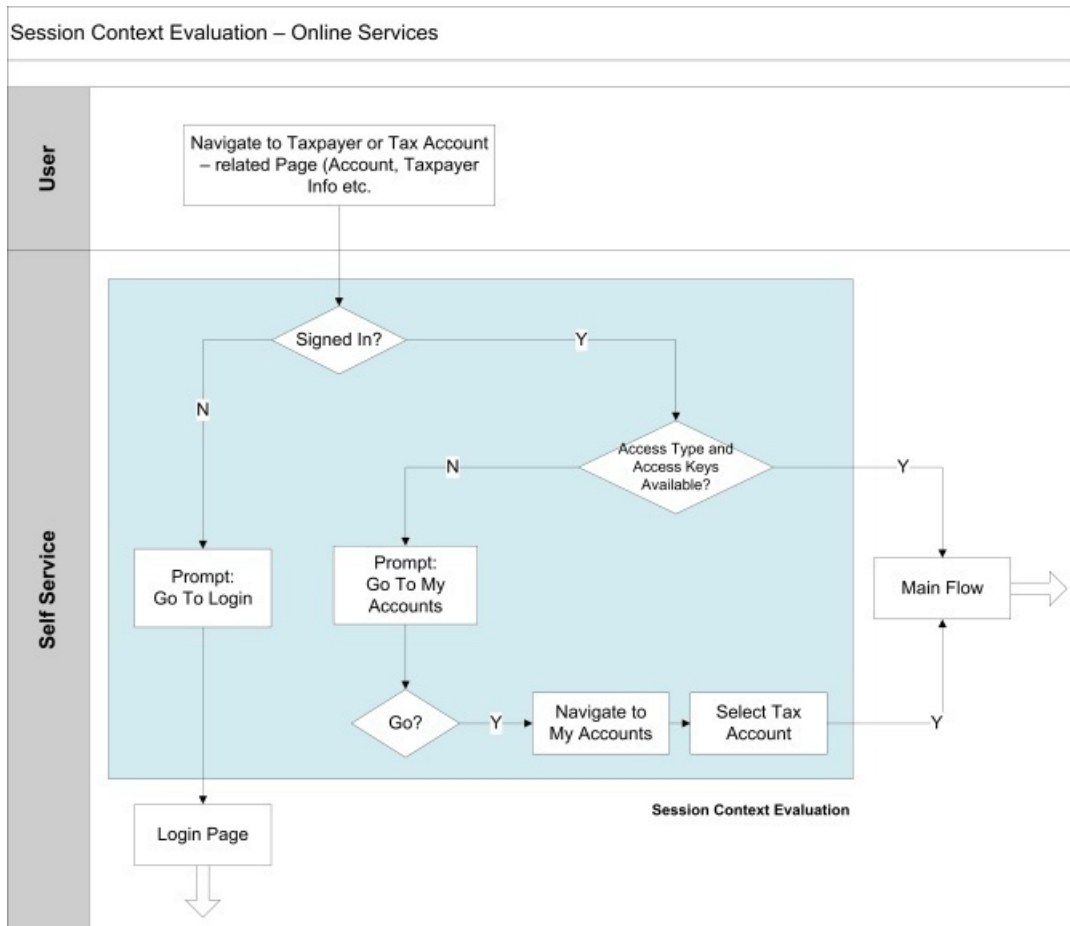 Session Context Evaluation – Online Services
User
Navigate to Taxpayer or Tax Account
– related Page (Account, Taxpayer
Info etc.
Self Service
Signed In?
Y
N
Access Type and
Access Keys
Available?
N
Y
Prompt:
Go To Login
Prompt:
Go To My
Accounts
Main Flow
Go?
Y
Navigate to
My Accounts
Select Tax
Account
Y
Session Context Evaluation
Login Page